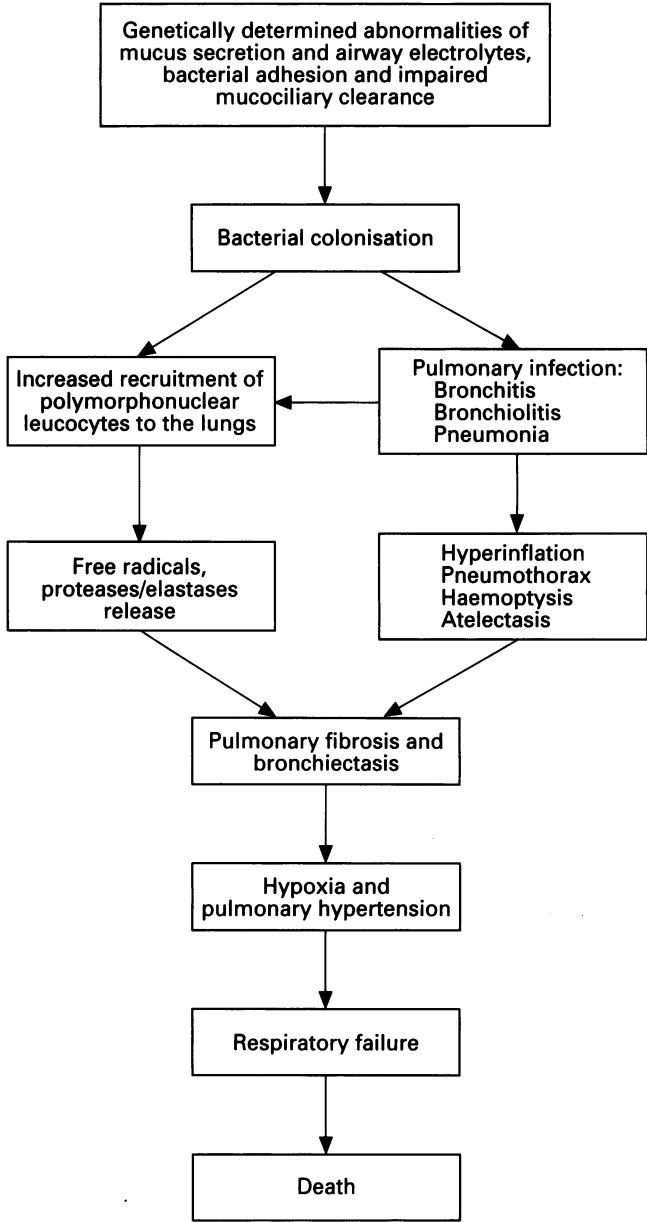 Genetically determined abnormalities of
mucus secretion and airway electrolytes,
bacterial adhesion and impaired
mucociliary clearance
Bacterial colonisation
Increased recruitment of
polymorphonuclear
leucocytes to the lungs
Pulmonary infection:
Bronchitis
Bronchiolitis
Pneumonia
Free radicals,
proteases/elastases
release
Hyperinflation
Pneumothorax
Haemoptysis
Atelectasis
Pulmonary fibrosis and
bronchiectasis
Hypoxia and
pulmonary hypertension
Respiratory failure
Death